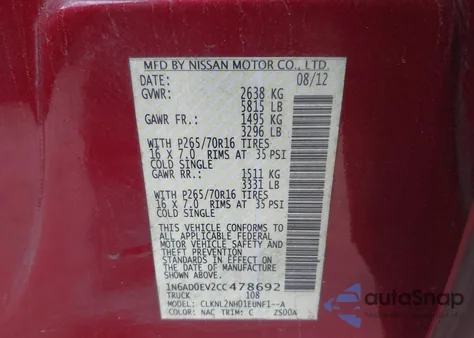 MFD BY NISSAN MOTOR CO., LTD.
DATE: 08/12
GVWR: 2638 KG
5815 LB
GAWR FR.: 1495 KG
3296 LB
WITH P265/70R16 TIRES
16 X 7.0 RIMS AT 35 PSI
COLD SINGLE
GAWR RR.: 1511 KG
3331 LB
WITH P265/70R16 TIRES
16 X 7.0 RIMS AT 35 PSI
COLD SINGLE
THIS VEHICLE CONFORMS TO
ALL APPLICABLE FEDERAL
MOTOR VEHICLE SAFETY AND
THEFT PREVENTION
STANDARDS IN EFFECT ON
THE DATE OF MANUFACTURE
SHOWN ABOVE.
1N6AD0EV2CC478692
TRUCK 108
MODEL: CLKNL2NH01EUNFI--A
COLOR: NAC TRIM: C ZS00A
autoSnap